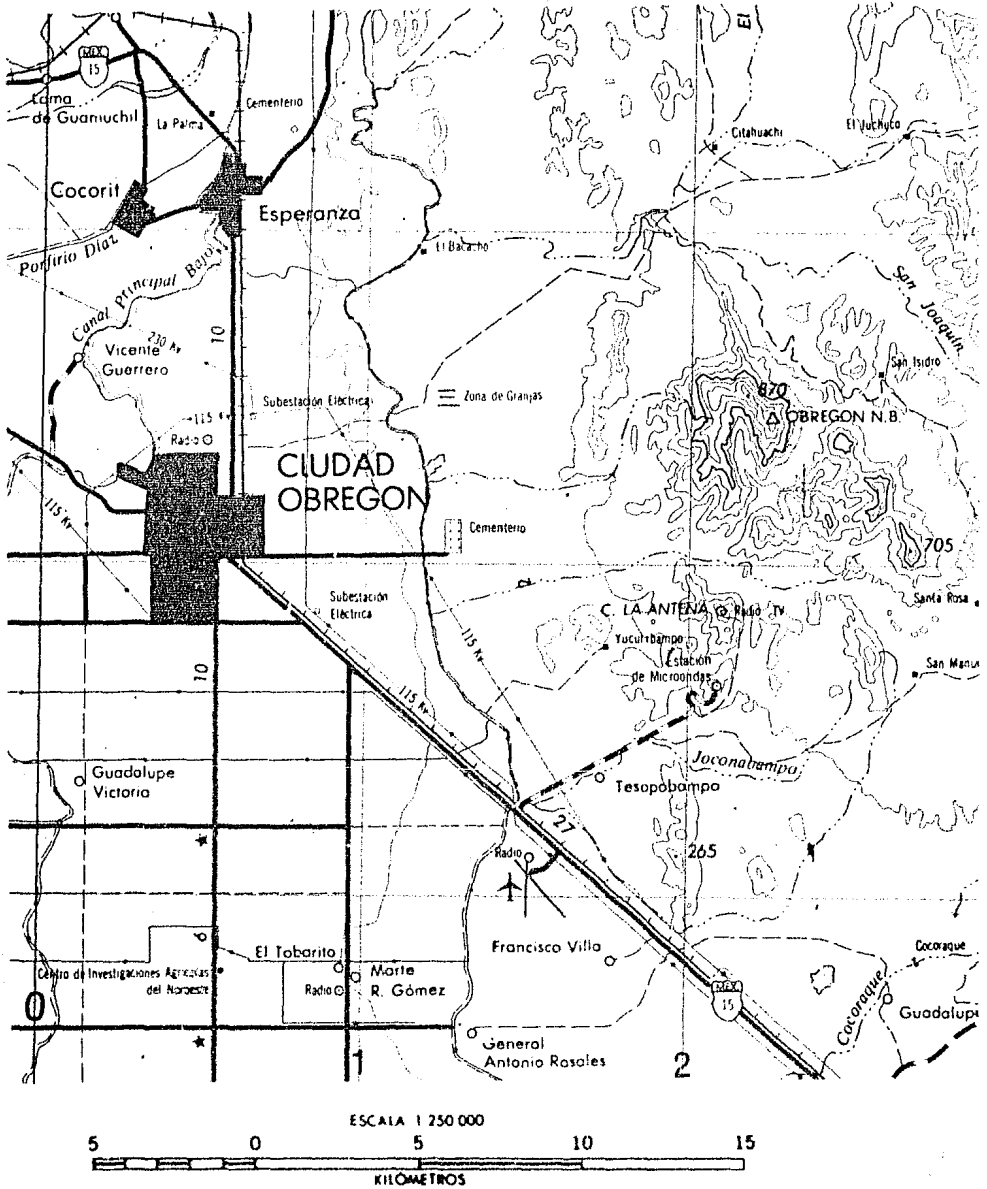 MEX
15
Loma
de Guamuchil
La Palma
Cementerio
El
Citahuachi
El Juchuco
Cocorit
Esperanza
Porfirio Díaz
Canal Principal Bajo
El Bacacho
San Joaquín
10
230 Kv
Vicente
Guerrero
San Isidro
870
115 Kv
Subestación Eléctrica
Zona de Granjas
OBREGON N.B.
Radio
CIUDAD
OBREGON
115 Kv
Cementerio
705
Santa Rosa
Subestación
Eléctrica
C. LA ANTENA
Radio TV
Yucuribampo
Estación
de Microondas
San Manu
10
115 Kv
115 Kv
Joconabampo
Guadalupe
Victoria
Tesopobampo
27
Radio
265
El Tobarito
Francisco Villa
Cocoraque
Centro de Investigaciones Agrícolas
del Noroeste
Marte
R. Gómez
Radio
MEX
15
Cocoraque
Guadalup
0
General
Antonio Rosales
1
2
ESCALA 1 250 000
5 0 5 10 15
KILOMETROS